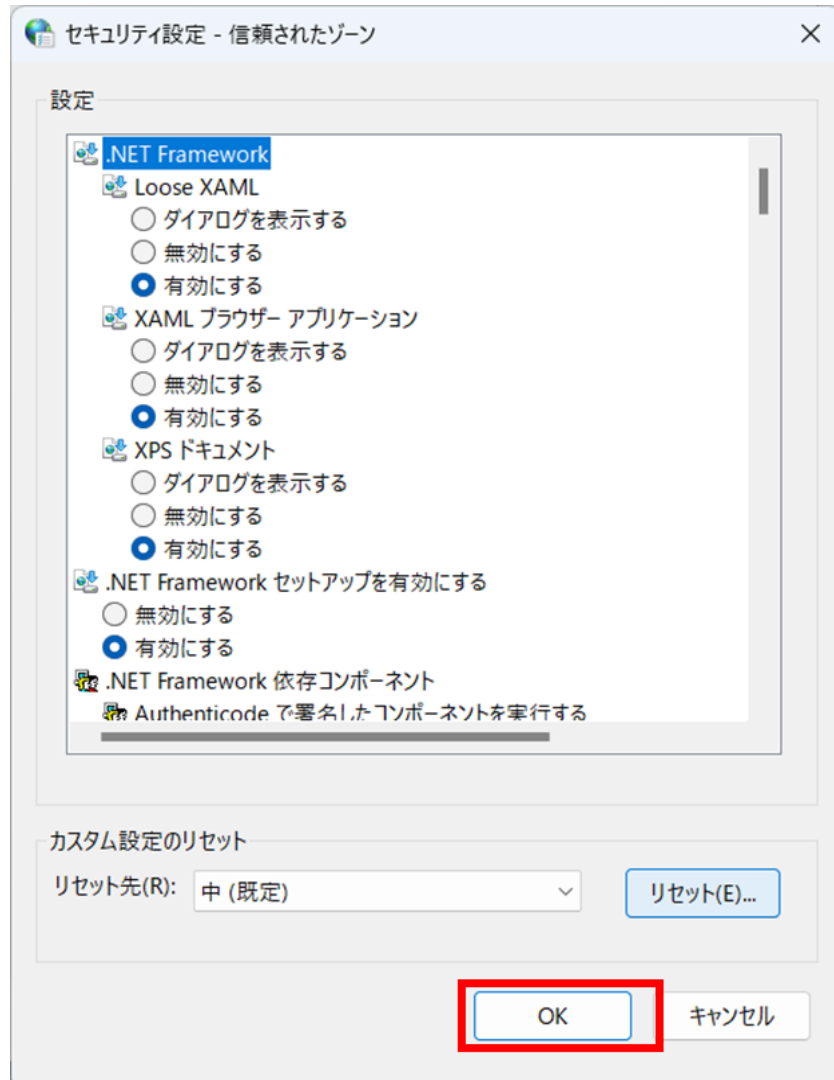 セキュリティ設定 - 信頼されたゾーン
設定
.NET Framework
Loose XAML
ダイアログを表示する
無効にする
有効にする
XAML ブラウザー アプリケーション
ダイアログを表示する
無効にする
有効にする
XPS ドキュメント
ダイアログを表示する
無効にする
有効にする
.NET Framework セットアップを有効にする
無効にする
有効にする
.NET Framework 依存コンポーネント
Authenticode で署名したコンポーネントを実行する
カスタム設定のリセット
リセット先(R): 中 (既定) リセット(E)...
OK キャンセル